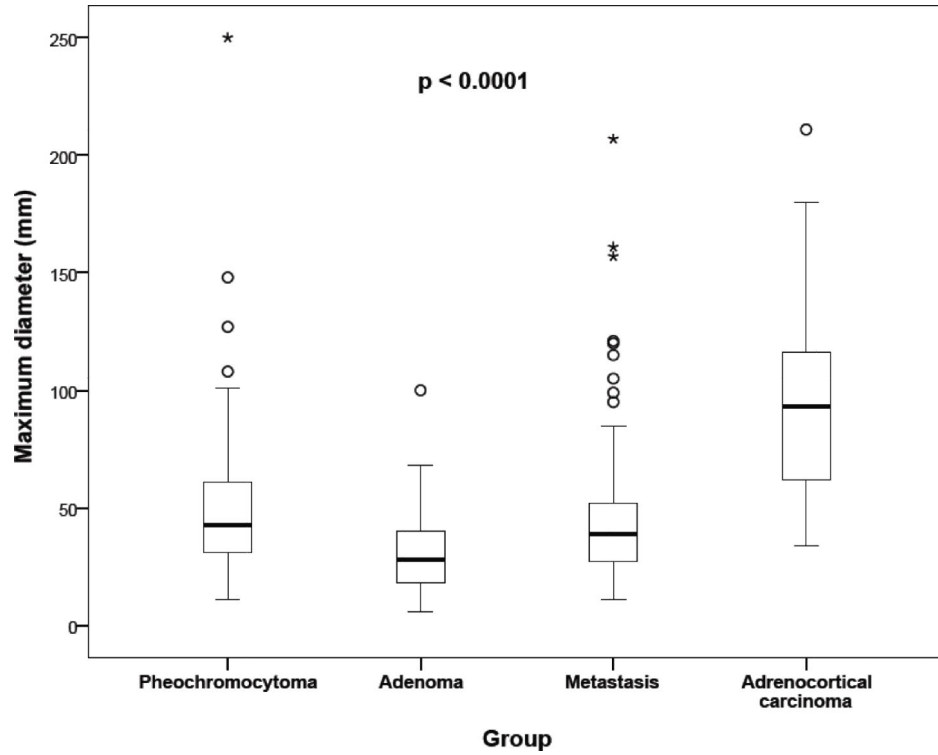 250
p < 0.0001
200
150
100
50
0
Maximum diameter (mm)
Pheochromocytoma
Adenoma
Metastasis
Adrenocortical
carcinoma
Group